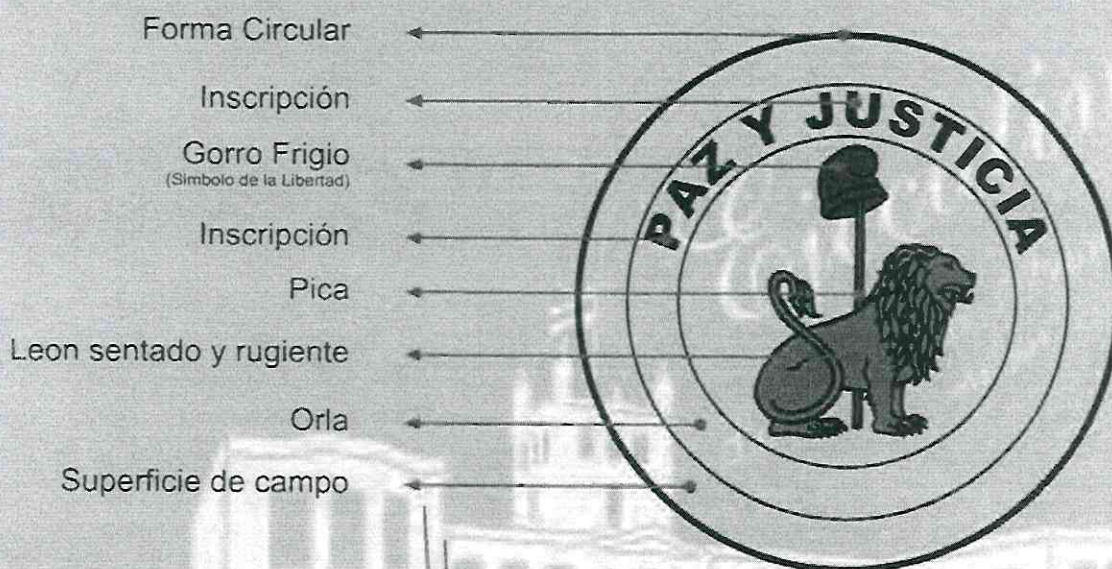 Forma Circular
Inscripción
Gorro Frigio
(Simbolo de la Libertad)
Inscripción
Pica
Leon sentado y rugiente
Orla
Superficie de campo
PAZ Y JUSTICIA